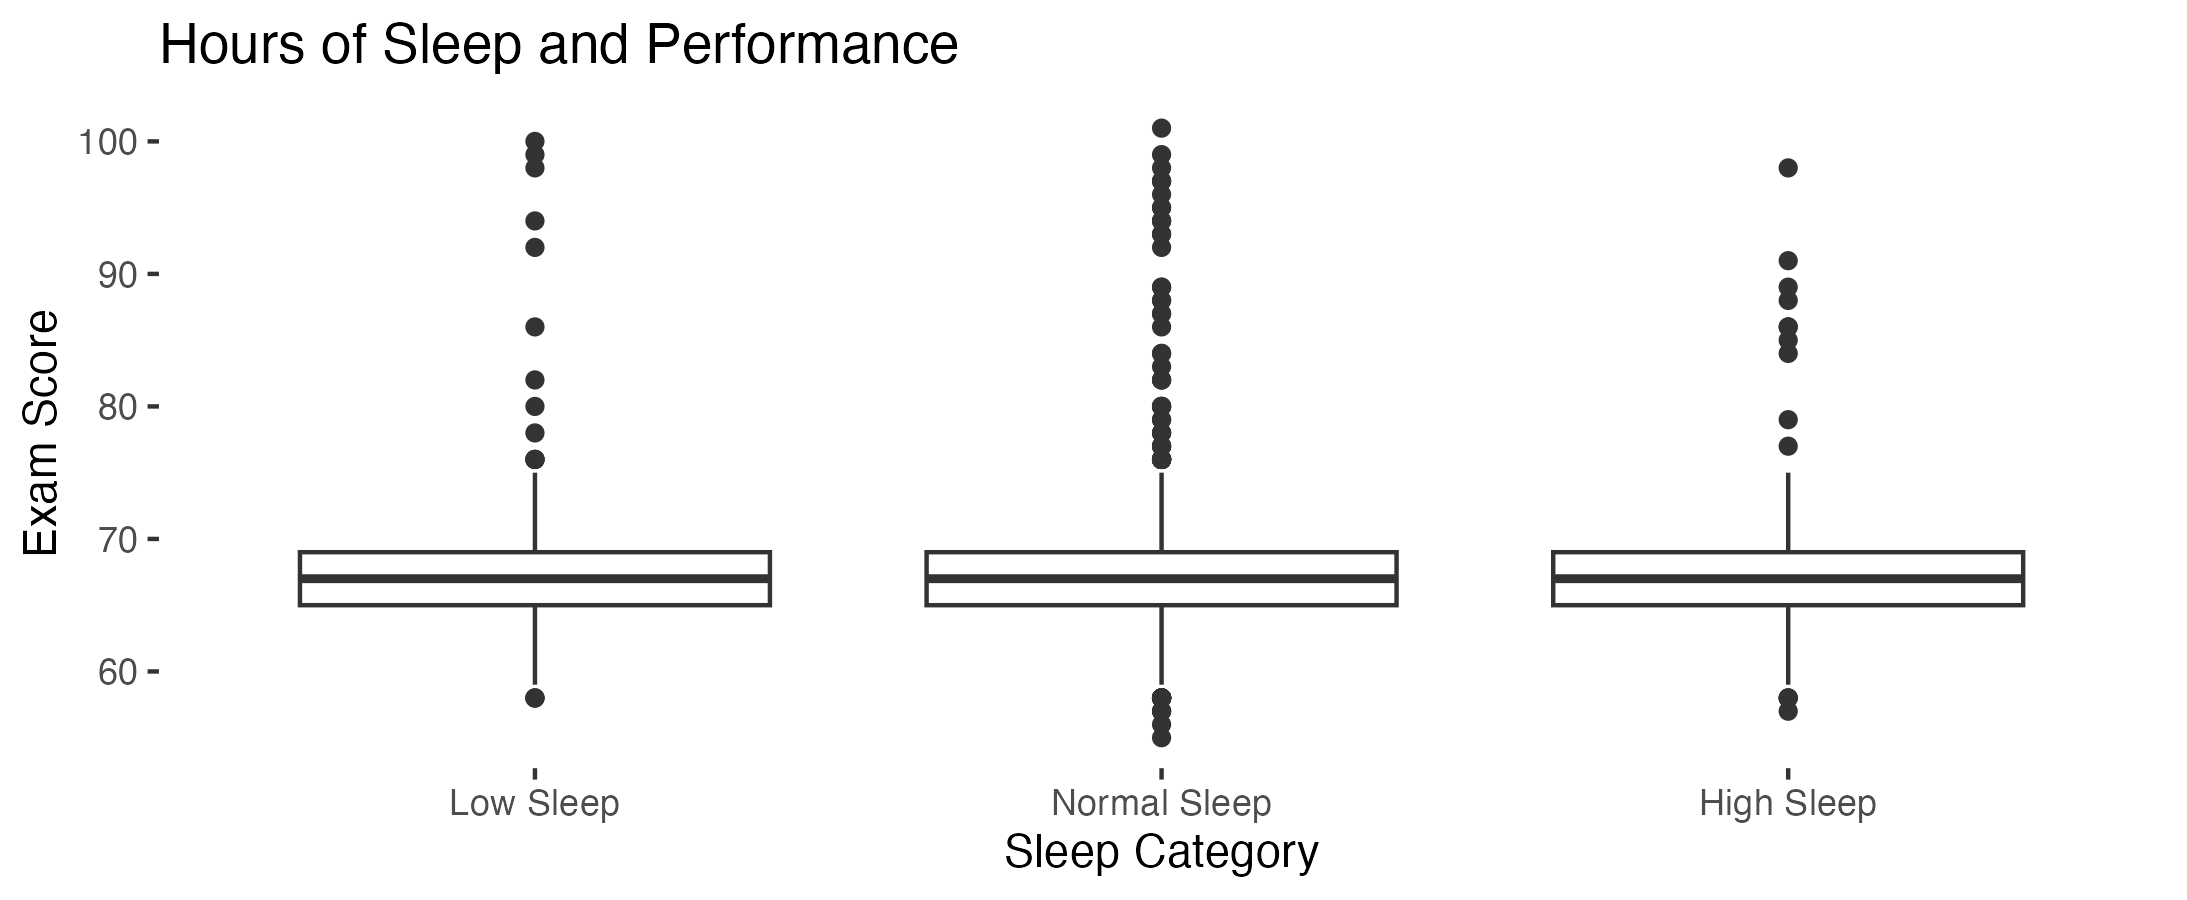 Hours of Sleep and Performance
Exam Score
100
90
80
70
60
Low Sleep
Normal Sleep
High Sleep
Sleep Category